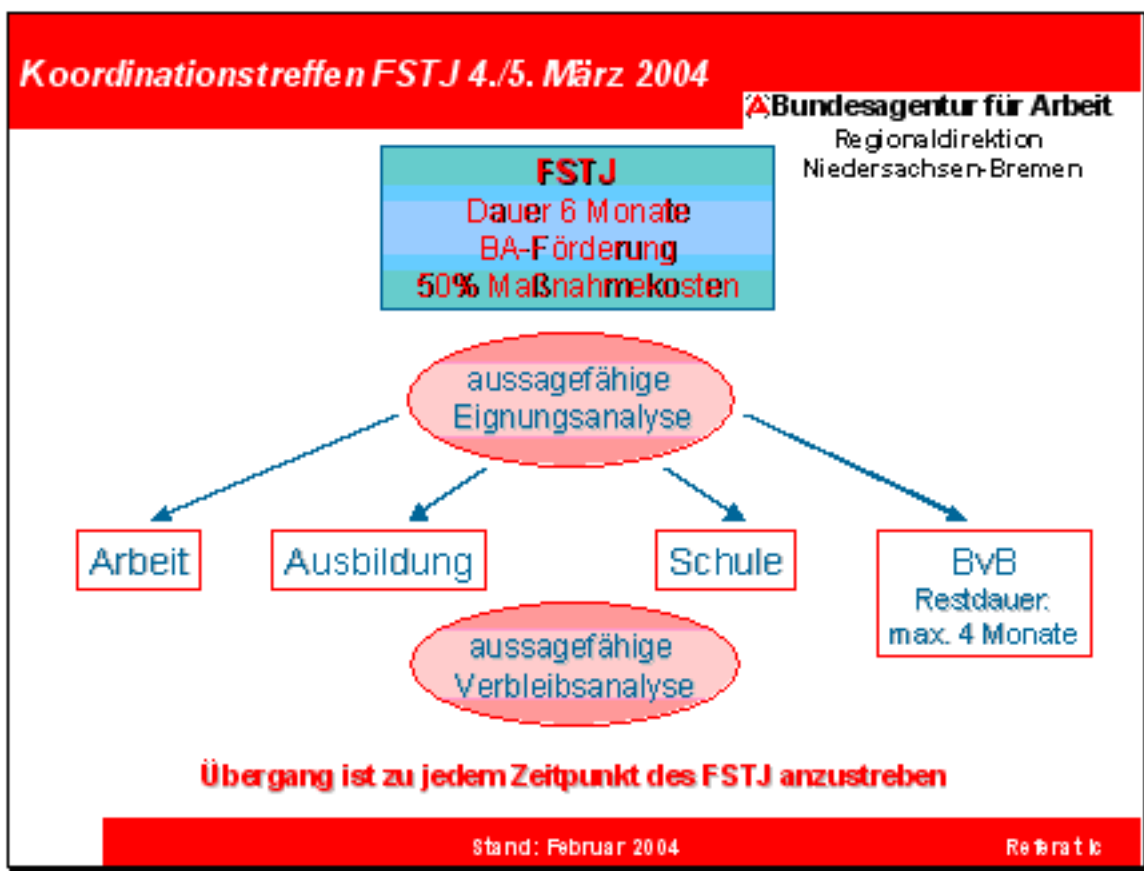 Koordinationstreffen FSTJ 4./5. März 2004
Bundesagentur für Arbeit
Regionaldirektion
Niedersachsen-Bremen
FSTJ
Dauer 6 Monate
BA-Förderung
50% Maßnahmekosten
aussagefähige
Eignungsanalyse
Arbeit
Ausbildung
Schule
BvB
Restdauer:
max. 4 Monate
aussagefähige
Verbleibsanalyse
Übergang ist zu jedem Zeitpunkt des FSTJ anzustreben
Stand: Februar 2004
Referat Ic